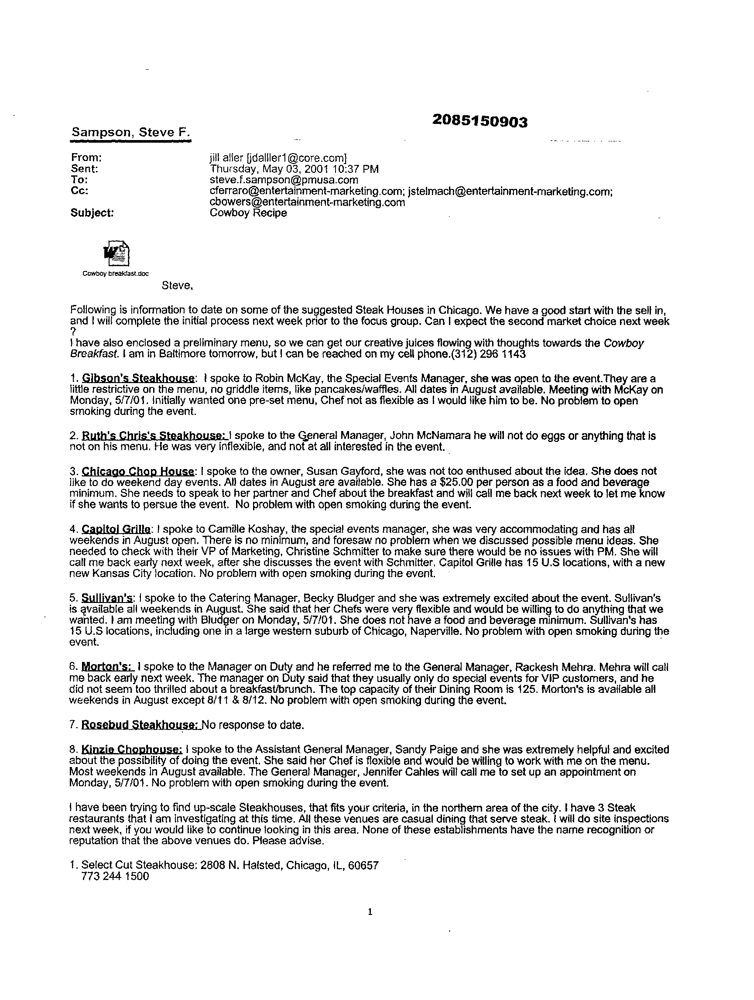 2085150903
Sampson, Steve F.
From: jill aller [jdalller1@core.com]
Sent: Thursday, May 03, 2001 10:37 PM
To: steve.f.sampson@pmusa.com
Cc: cferraro@entertainment-marketing.com; jstelmach@entertainment-marketing.com;
cbowers@entertainment-marketing.com
Subject: Cowboy Recipe
Cowboy breakfast.doc
Steve,
Following is information to date on some of the suggested Steak Houses in Chicago. We have a good start with the sell in,
and I will complete the initial process next week prior to the focus group. Can I expect the second market choice next week
?
I have also enclosed a preliminary menu, so we can get our creative juices flowing with thoughts towards the Cowboy
Breakfast. I am in Baltimore tomorrow, but I can be reached on my cell phone.(312) 296 1143
1. Gibson's Steakhouse: I spoke to Robin McKay, the Special Events Manager, she was open to the event.They are a
little restrictive on the menu, no griddle items, like pancakes/waffles. All dates in August available. Meeting with McKay on
Monday, 5/7/01. Initially wanted one pre-set menu, Chef not as flexible as I would like him to be. No problem to open
smoking during the event.
2. Ruth's Chris's Steakhouse: I spoke to the General Manager, John McNamara he will not do eggs or anything that is
not on his menu. He was very inflexible, and not at all interested in the event.
3. Chicago Chop House: I spoke to the owner, Susan Gayford, she was not too enthused about the idea. She does not
like to do weekend day events. All dates in August are available. She has a $25.00 per person as a food and beverage
minimum. She needs to speak to her partner and Chef about the breakfast and will call me back next week to let me know
if she wants to persue the event. No problem with open smoking during the event.
4. Capitol Grille: I spoke to Camille Koshay, the special events manager, she was very accommodating and has all
weekends in August open. There is no minimum, and foresaw no problem when we discussed possible menu ideas. She
needed to check with their VP of Marketing, Christine Schmitter to make sure there would be no issues with PM. She will
call me back early next week, after she discusses the event with Schmitter. Capitol Grille has 15 U.S locations, with a new
new Kansas City location. No problem with open smoking during the event.
5. Sullivan's: I spoke to the Catering Manager, Becky Bludger and she was extremely excited about the event. Sullivan's
is available all weekends in August. She said that her Chefs were very flexible and would be willing to do anything that we
wanted. I am meeting with Bludger on Monday, 5/7/01. She does not have a food and beverage minimum. Sullivan's has
15 U.S locations, including one in a large western suburb of Chicago, Naperville. No problem with open smoking during the
event.
6. Morton's: I spoke to the Manager on Duty and he referred me to the General Manager, Rackesh Mehra. Mehra will call
me back early next week. The manager on Duty said that they usually only do special events for VIP customers, and he
did not seem too thrilled about a breakfast/brunch. The top capacity of their Dining Room is 125. Morton's is available all
weekends in August except 8/11 & 8/12. No problem with open smoking during the event.
7. Rosebud Steakhouse: No response to date.
8. Kinzie Chophouse: I spoke to the Assistant General Manager, Sandy Paige and she was extremely helpful and excited
about the possibility of doing the event. She said her Chef is flexible and would be willing to work with me on the menu.
Most weekends in August available. The General Manager, Jennifer Cahles will call me to set up an appointment on
Monday, 5/7/01. No problem with open smoking during the event.
I have been trying to find up-scale Steakhouses, that fits your criteria, in the northern area of the city. I have 3 Steak
restaurants that I am investigating at this time. All these venues are casual dining that serve steak. I will do site inspections
next week, if you would like to continue looking in this area. None of these establishments have the name recognition or
reputation that the above venues do. Please advise.
1. Select Cut Steakhouse: 2808 N. Halsted, Chicago, IL, 60657
773 244 1500
1